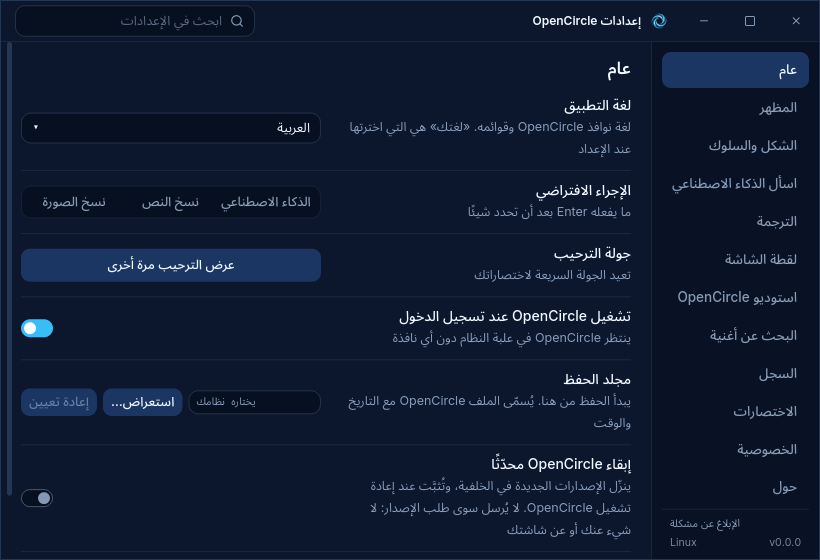 إعدادات OpenCircle
ابحث في الإعدادات
عام
المظهر
الشكل والسلوك
اسأل الذكاء الاصطناعي
الترجمة
لقطة الشاشة
استوديو OpenCircle
البحث عن أغنية
السجل
الاختصارات
الخصوصية
حول
الإبلاغ عن مشكلة
v0.0.0
Linux
عام
لغة التطبيق
لغة نوافذ OpenCircle وقوائمه. «لغتك» هي التي اخترتها
عند الإعداد
العربية
الإجراء الافتراضي
ما يفعله Enter بعد أن تحدد شيئًا
الذكاء الاصطناعي
نسخ النص
نسخ الصورة
جولة الترحيب
تعيد الجولة السريعة لاختصاراتك
عرض الترحيب مرة أخرى
تشغيل OpenCircle عند تسجيل الدخول
ينتظر OpenCircle في علبة النظام دون أي نافذة
مجلد الحفظ
يبدأ الحفظ من هنا. يُسمّى الملف OpenCircle مع التاريخ
والوقت
يختاره نظامك
استعراض...
إعادة تعيين
إبقاء OpenCircle محدّثًا
ينزّل الإصدارات الجديدة في الخلفية، وتُثبَّت عند إعادة
تشغيل OpenCircle. لا يُرسل سوى طلب الإصدار: لا
شيء عنك أو عن شاشتك